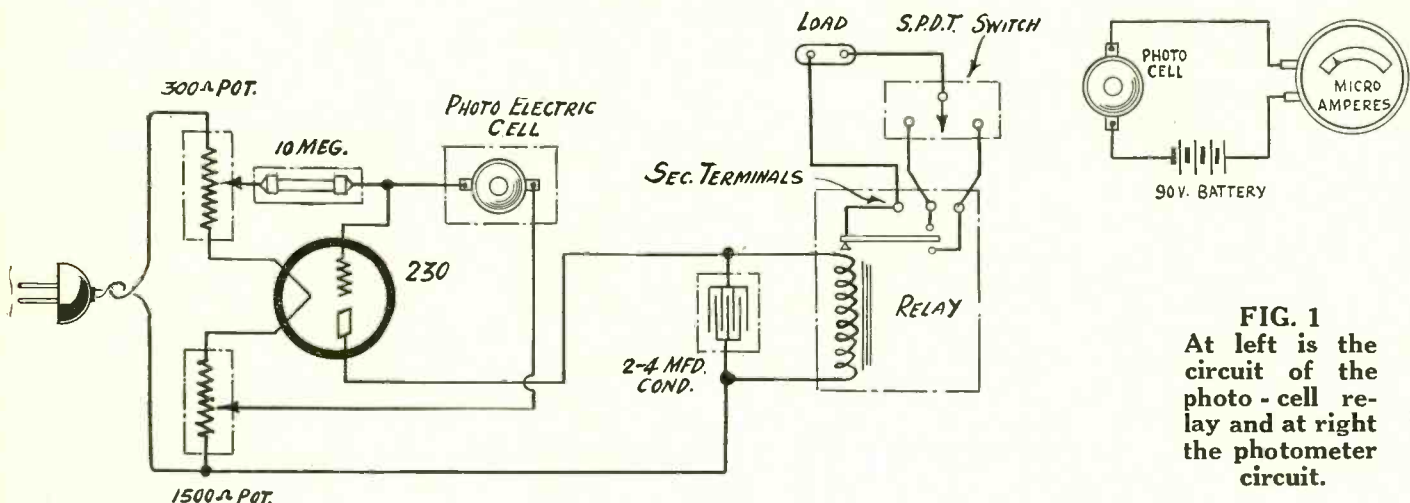 300Ω POT.
10 MEG.
PHOTO ELECTRIC
CELL
230
1500Ω POT.
2-4 MFD.
COND.
LOAD
S.P.D.T. SWITCH
SEC. TERMINALS
RELAY
PHOTO
CELL
MICRO
AMPERES
90V. BATTERY
FIG. 1
At left is the
circuit of the
photo - cell re-
lay and at right
the photometer
circuit.